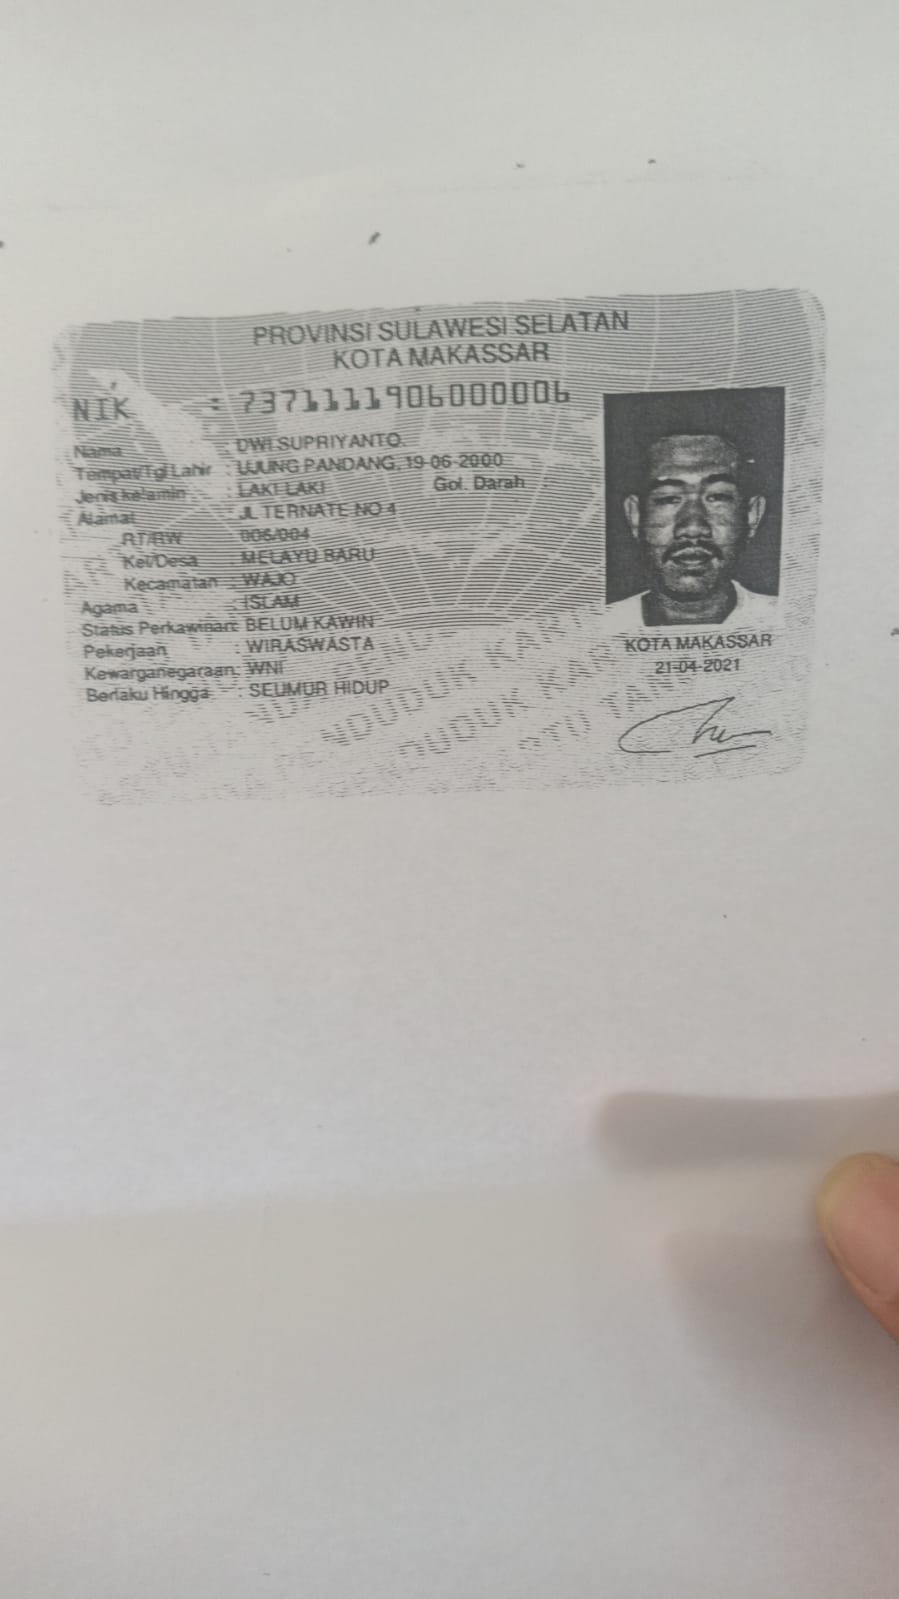 PROVINSI SULAWESI SELATAN
KOTA MAKASSAR
NIK : 7371111906000006
Nama : DWI SUPRIYANTO.
Tempat/Tgl Lahir : UJUNG PANDANG, 19-06-2000
Jenis kelamin : LAKI LAKI Gol. Darah :
Alamat : JL TERNATE NO 4
RT/RW : 006/004
Kel/Desa : MELAYU BARU
Kecamatan : WAJO
Agama : ISLAM
Status Perkawinan: BELUM KAWIN
Pekerjaan : WIRASWASTA
Kewarganegaraan: WNI
Berlaku Hingga : SEUMUR HIDUP
KOTA MAKASSAR
21-04-2021